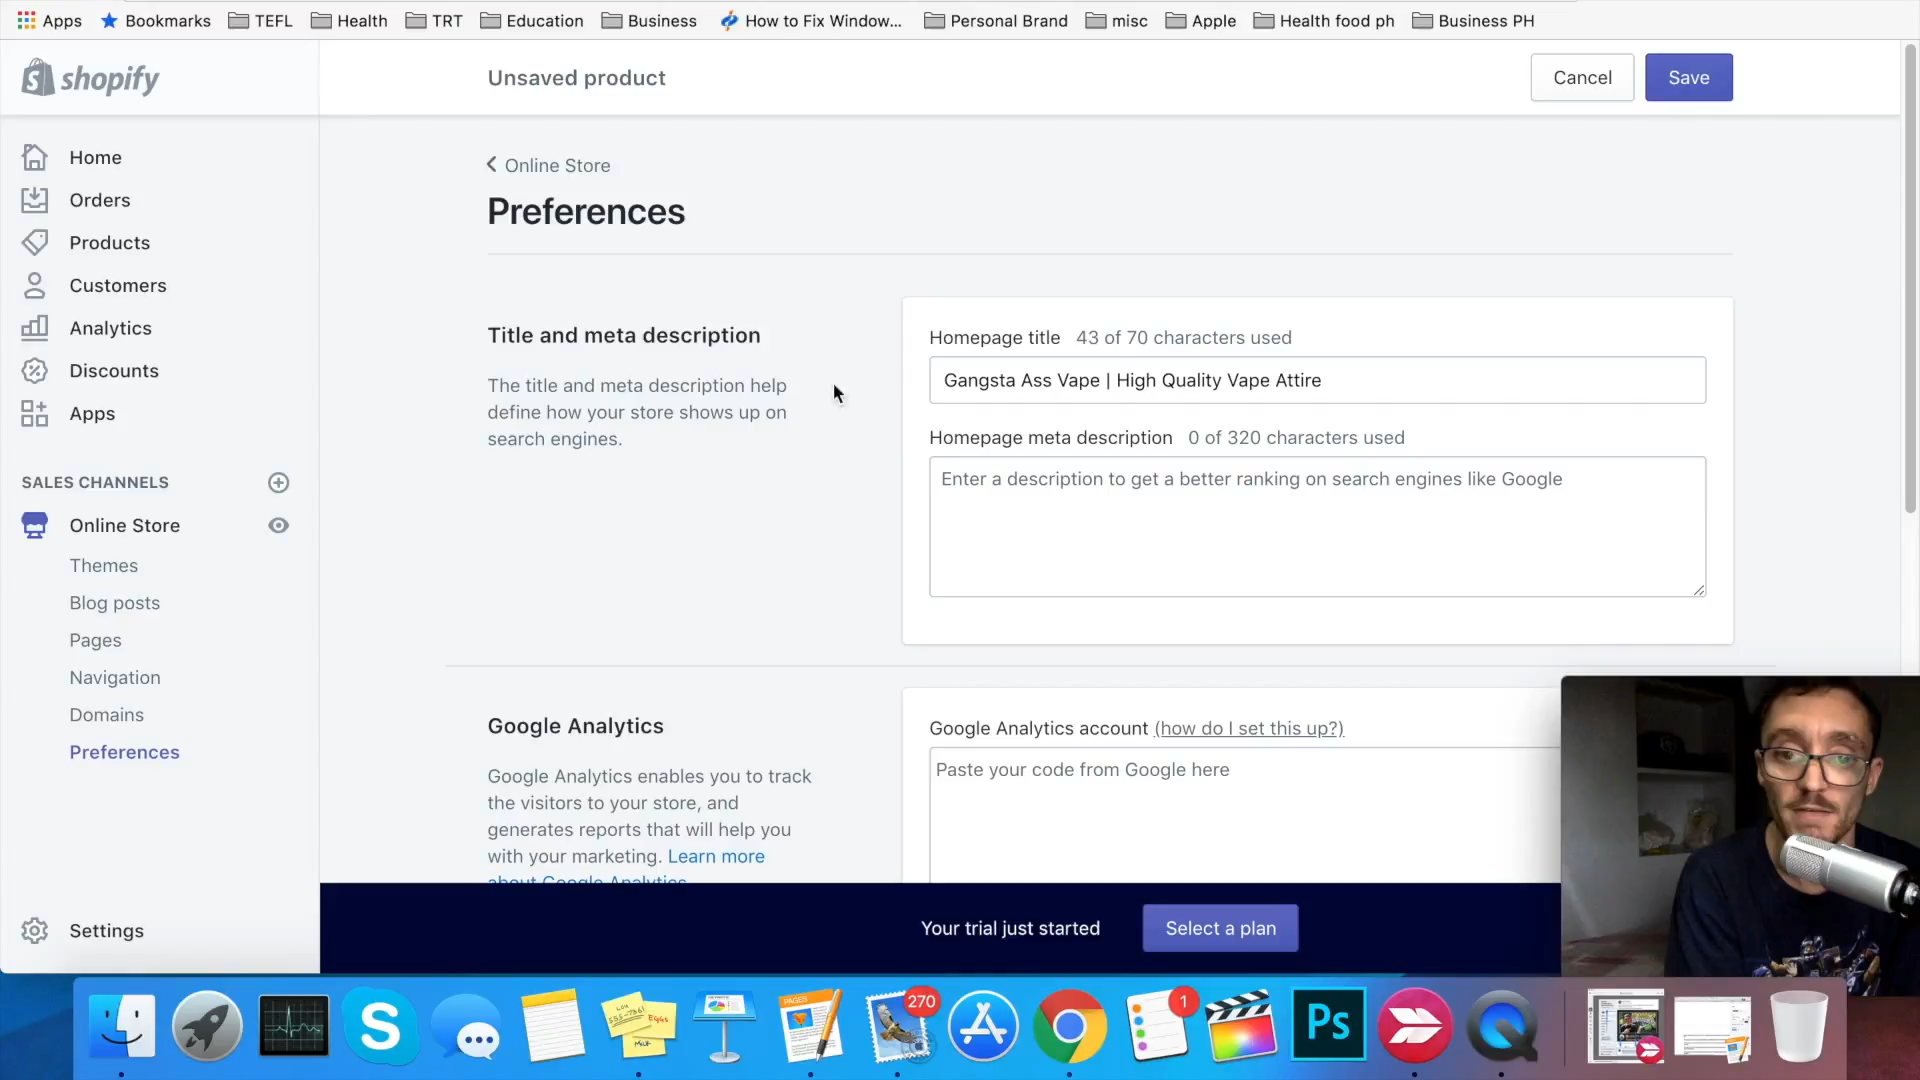 Apps Bookmarks TEFL Health TRT Education Business How to Fix Window... Personal Brand misc Apple Health food ph Business PH
shopify
Unsaved product
Cancel
Save
Home
Orders
Products
Customers
Analytics
Discounts
Apps
SALES CHANNELS
Online Store
Themes
Blog posts
Pages
Navigation
Domains
Preferences
Settings
Online Store
Preferences
Title and meta description
The title and meta description help
define how your store shows up on
search engines.
Homepage title 43 of 70 characters used
Gangsta Ass Vape | High Quality Vape Attire
Homepage meta description 0 of 320 characters used
Enter a description to get a better ranking on search engines like Google
Google Analytics
Google Analytics enables you to track
the visitors to your store, and
generates reports that will help you
with your marketing. Learn more
about Google Analytics.
Google Analytics account (how do I set this up?)
Paste your code from Google here
Your trial just started
Select a plan
S
PAGES
270
1
Ps